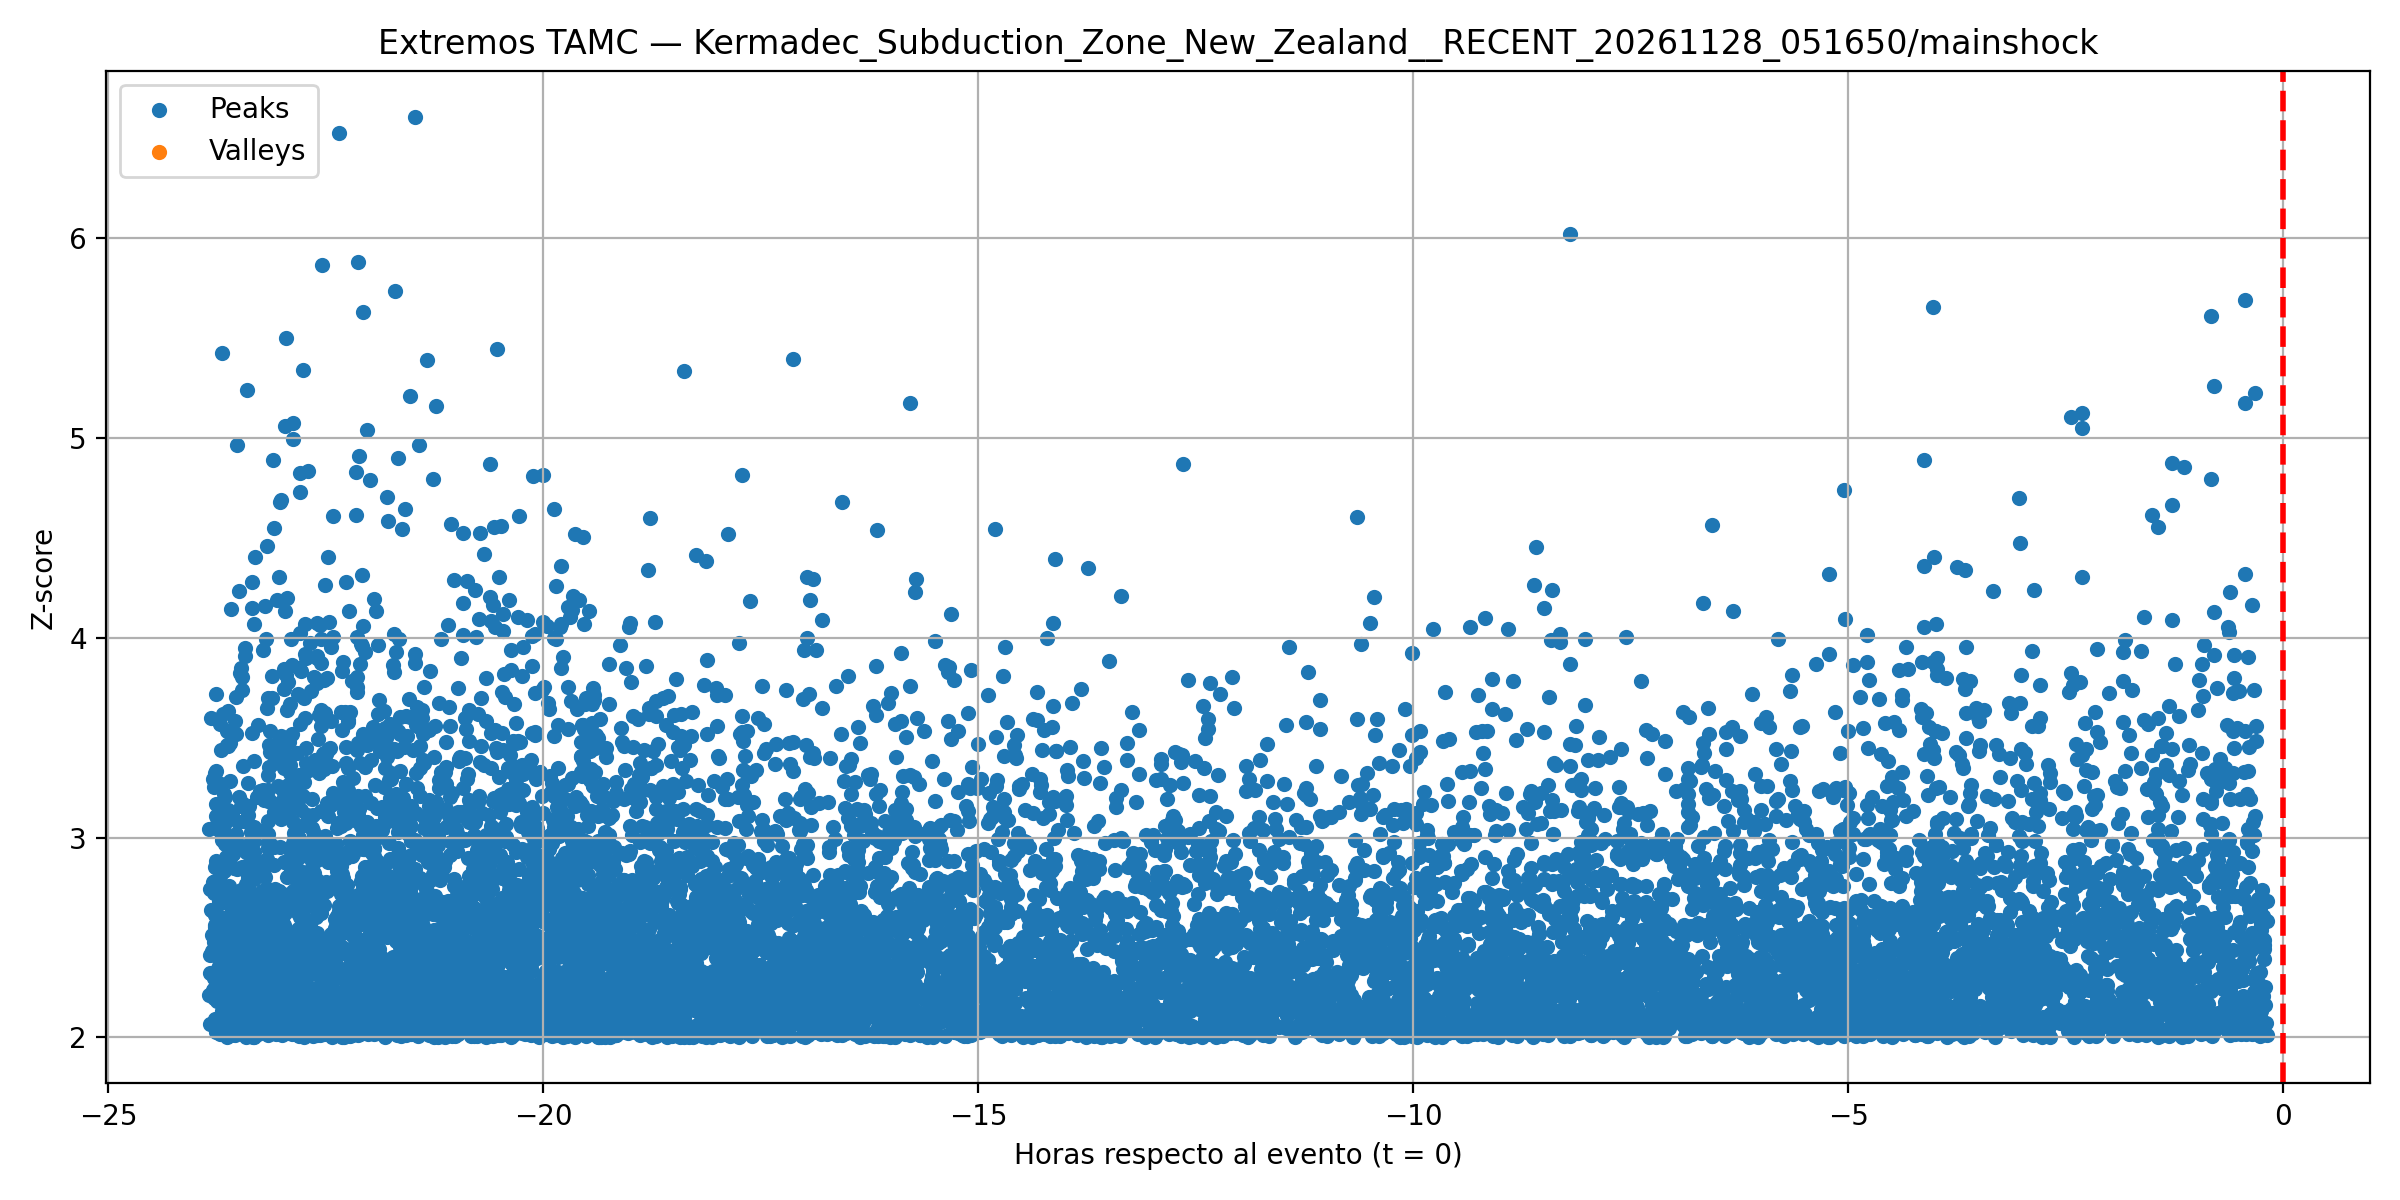 Extremos TAMC — Kermadec_Subduction_Zone_New_Zealand__RECENT_20261128_051650/mainshock
Peaks
Valleys
Z-score
6
5
4
3
2
−25
−20
−15
−10
−5
0
Horas respecto al evento (t = 0)